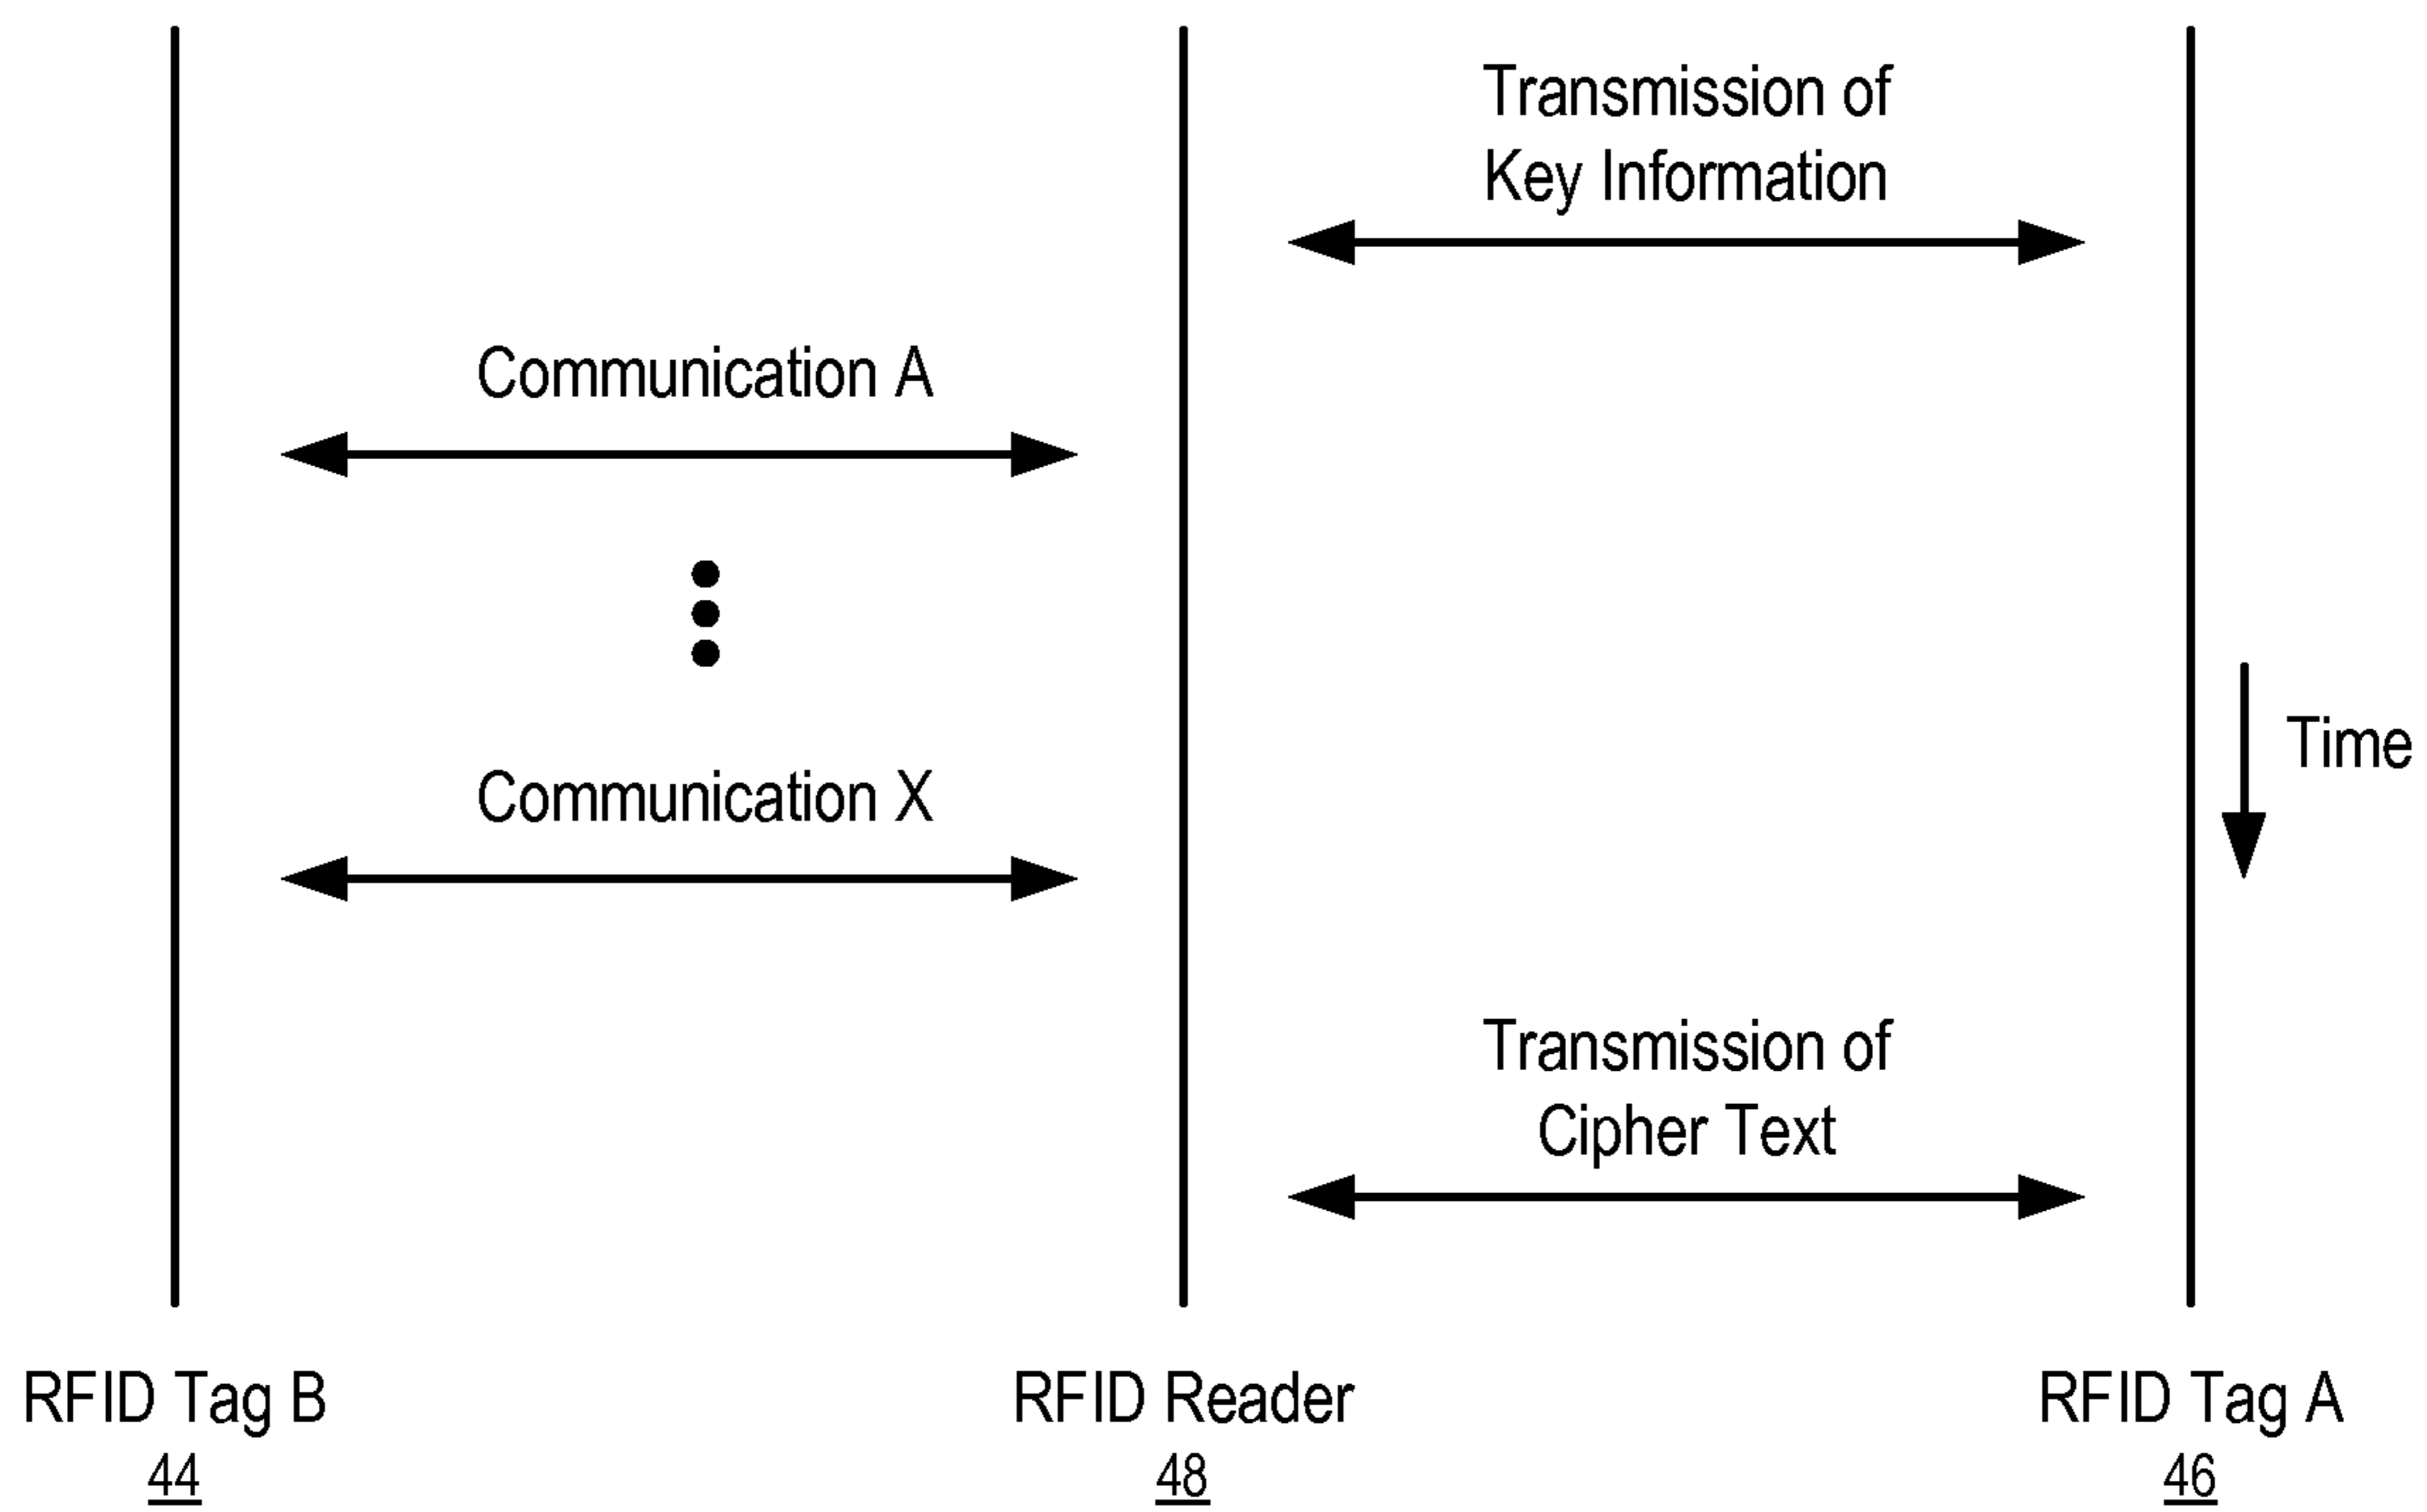 Transmission of
Key Information
Communication A
Communication X
Time
Transmission of
Cipher Text
RFID Tag B
44
RFID Reader
48
RFID Tag A
46